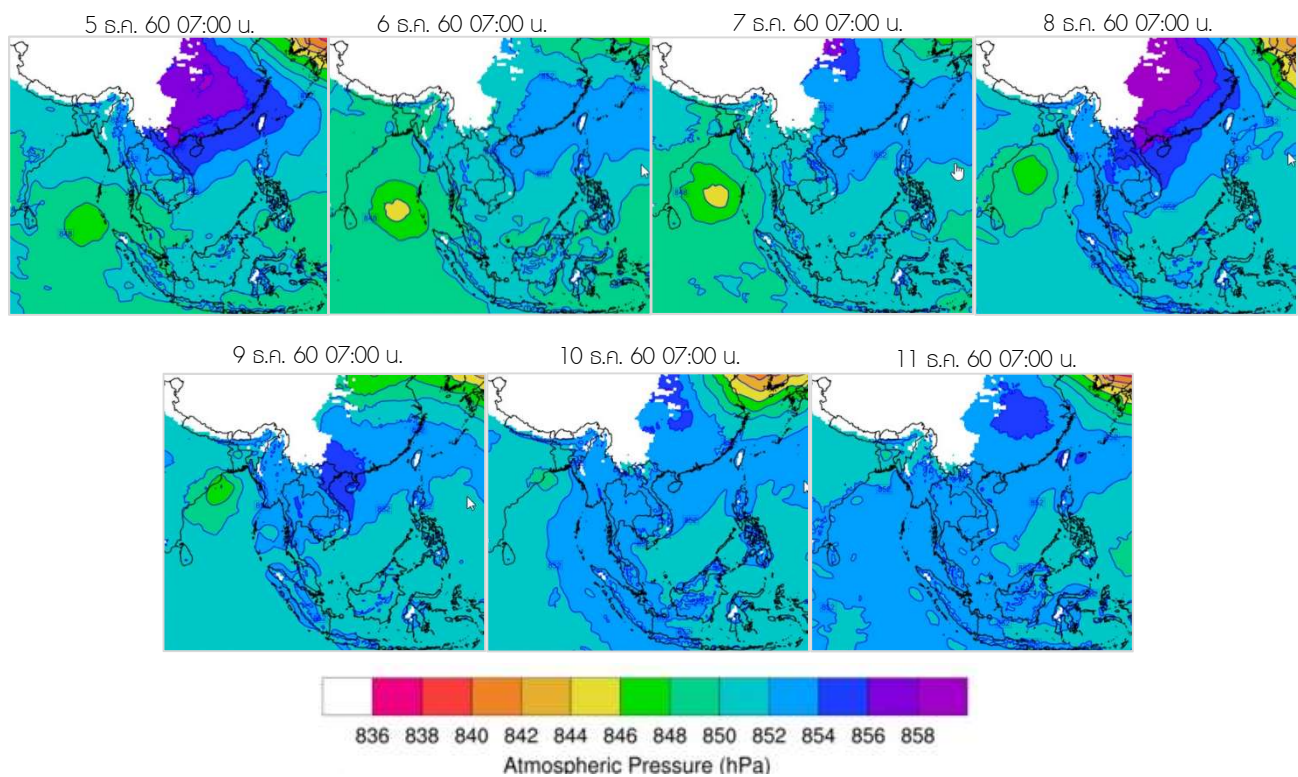 5 ธ.ค. 60 07:00 น.
6 ธ.ค. 60 07:00 น.
7 ธ.ค. 60 07:00 น.
8 ธ.ค. 60 07:00 น.
9 ธ.ค. 60 07:00 น.
10 ธ.ค. 60 07:00 น.
11 ธ.ค. 60 07:00 น.
836 838 840 842 844 846 848 850 852 854 856 858
Atmospheric Pressure (hPa)